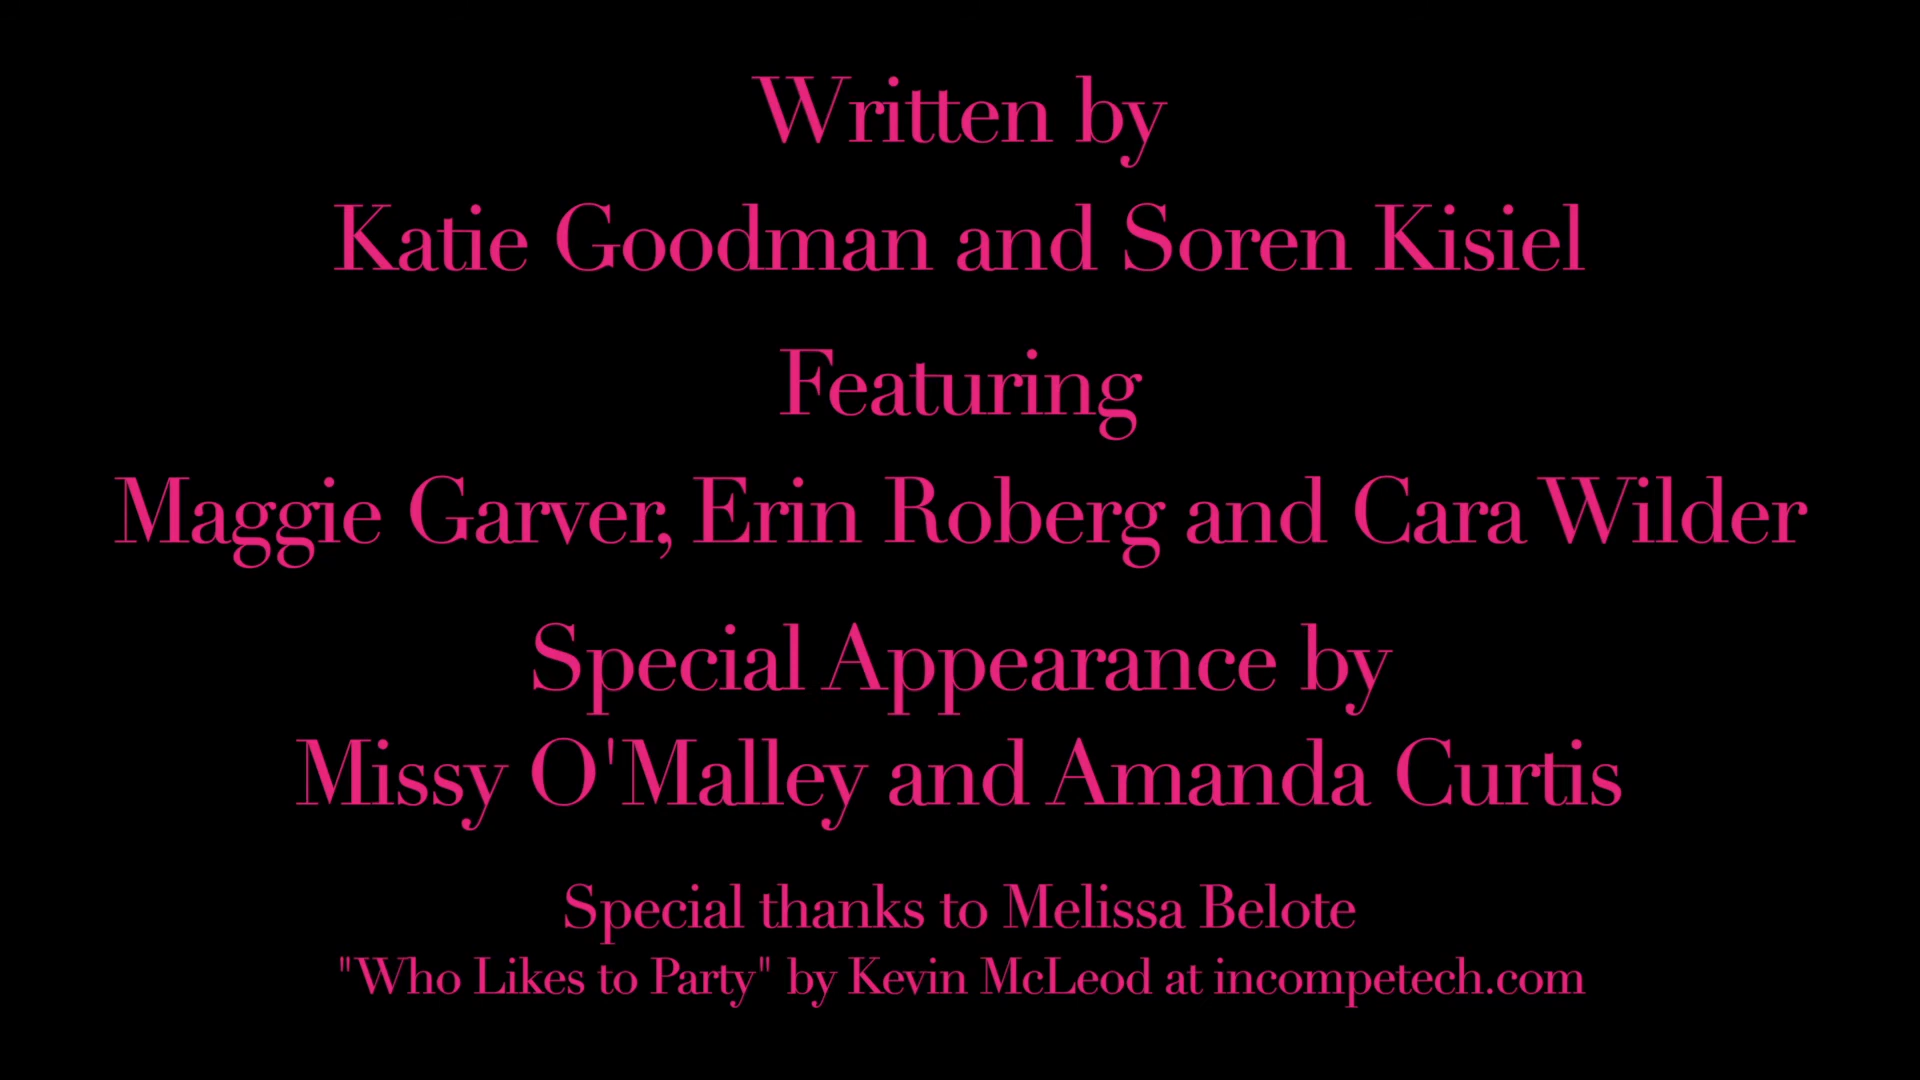 Written by
Katie Goodman and Soren Kisiel
Featuring
Maggie Garver, Erin Roberg and Cara Wilder
Special Appearance by
Missy O'Malley and Amanda Curtis
Special thanks to Melissa Belote
"Who Likes to Party" by Kevin McLeod at incompetech.com